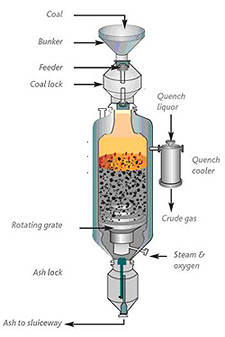 Coal
Bunker
Feeder
Coal lock
Quench
liquor
Quench
cooler
Crude gas
Rotating grate
Steam &
oxygen
Ash lock
Ash to sluiceway